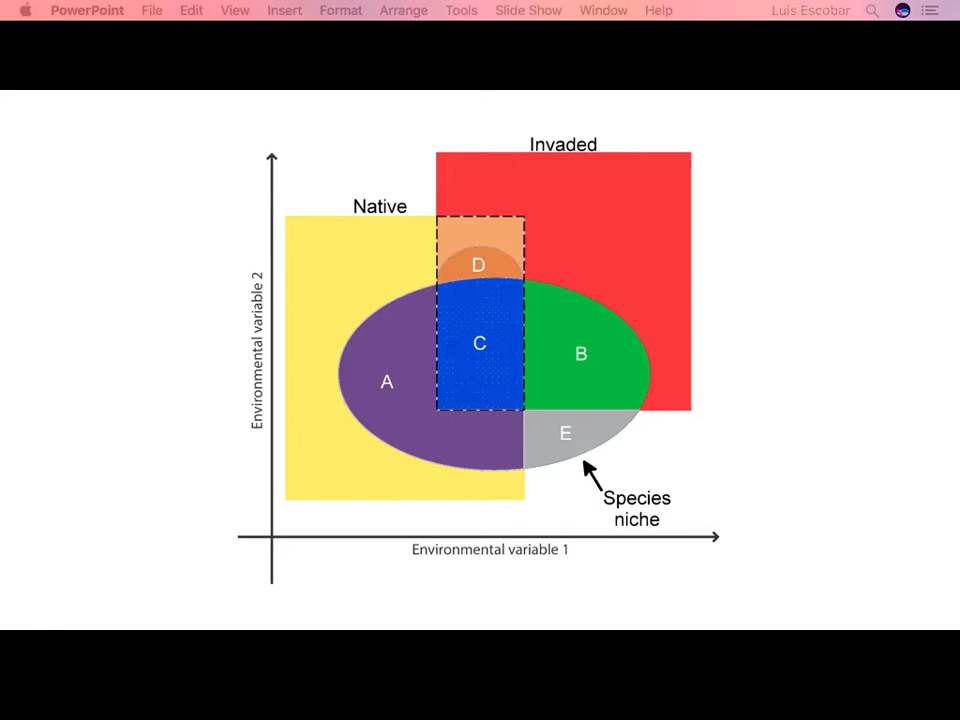 PowerPoint File Edit View Insert Format Arrange Tools Slide Show Window Help Luis Escobar
Invaded
Native
D
Environmental variable 2
C
B
A
E
Species
niche
Environmental variable 1